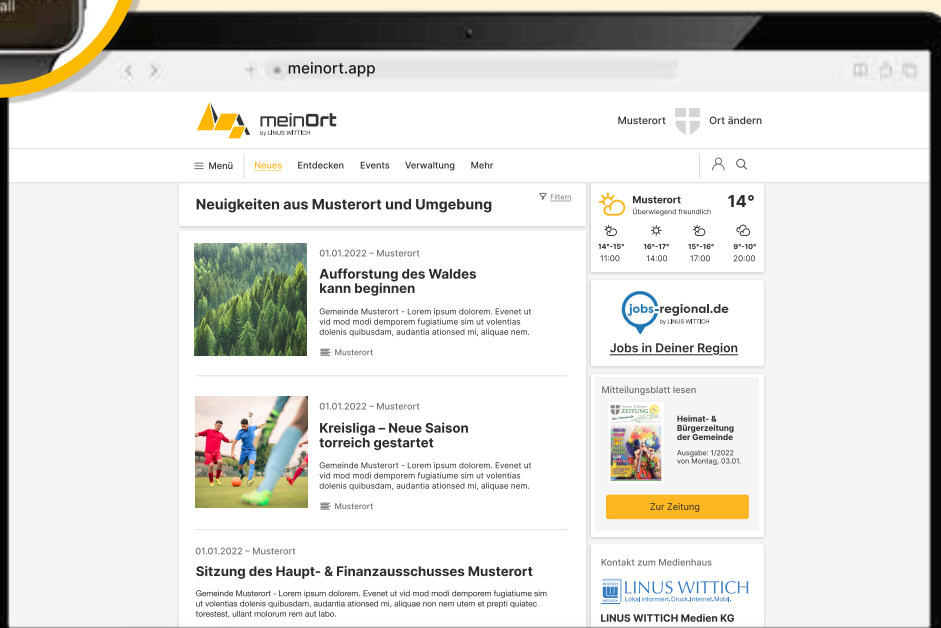 all
meinort.app
meinOrt
by LINUS WITTICH
Musterort
Ort ändern
Menü
Neues
Entdecken
Events
Verwaltung
Mehr
Neuigkeiten aus Musterort und Umgebung
Filtern
01.01.2022 – Musterort
Aufforstung des Waldes
kann beginnen
Gemeinde Musterort - Lorem ipsum dolorem. Evenet ut
vid mod modi demporem fugiatiume sim ut volentias
dolenis quibusdam, audantia ationsed mi, aliquae nem.
Musterort
01.01.2022 – Musterort
Kreisliga – Neue Saison
torreich gestartet
Gemeinde Musterort - Lorem ipsum dolorem. Evenet ut
vid mod modi demporem fugiatiume sim ut volentias
dolenis quibusdam, audantia ationsed mi, aliquae nem.
Musterort
01.01.2022 – Musterort
Sitzung des Haupt- & Finanzausschusses Musterort
Gemeinde Musterort - Lorem ipsum dolorem. Evenet ut vid mod modi demporem fugiatiume sim
ut volentias dolenis quibusdam, audantia ationsed mi, aliquae non nem utem et prepti quiatec
torestest, ullant molorum rem aut labo.
Musterort
14°
Überwiegend freundlich
14°-15° 16°-17° 15°-16° 9°-10°
11:00 14:00 17:00 20:00
jobs-regional.de
by LINUS WITTICH
Jobs in Deiner Region
Mitteilungsblatt lesen
ZEITUNG
Heimat- &
Bürgerzeitung
der Gemeinde
Ausgabe: 1/2022
von Montag, 03.01.
Zur Zeitung
Kontakt zum Medienhaus
WITTICH
MEDIEN
LINUS WITTICH
Lokal informiert. Druck. Internet. Mobil.
LINUS WITTICH Medien KG